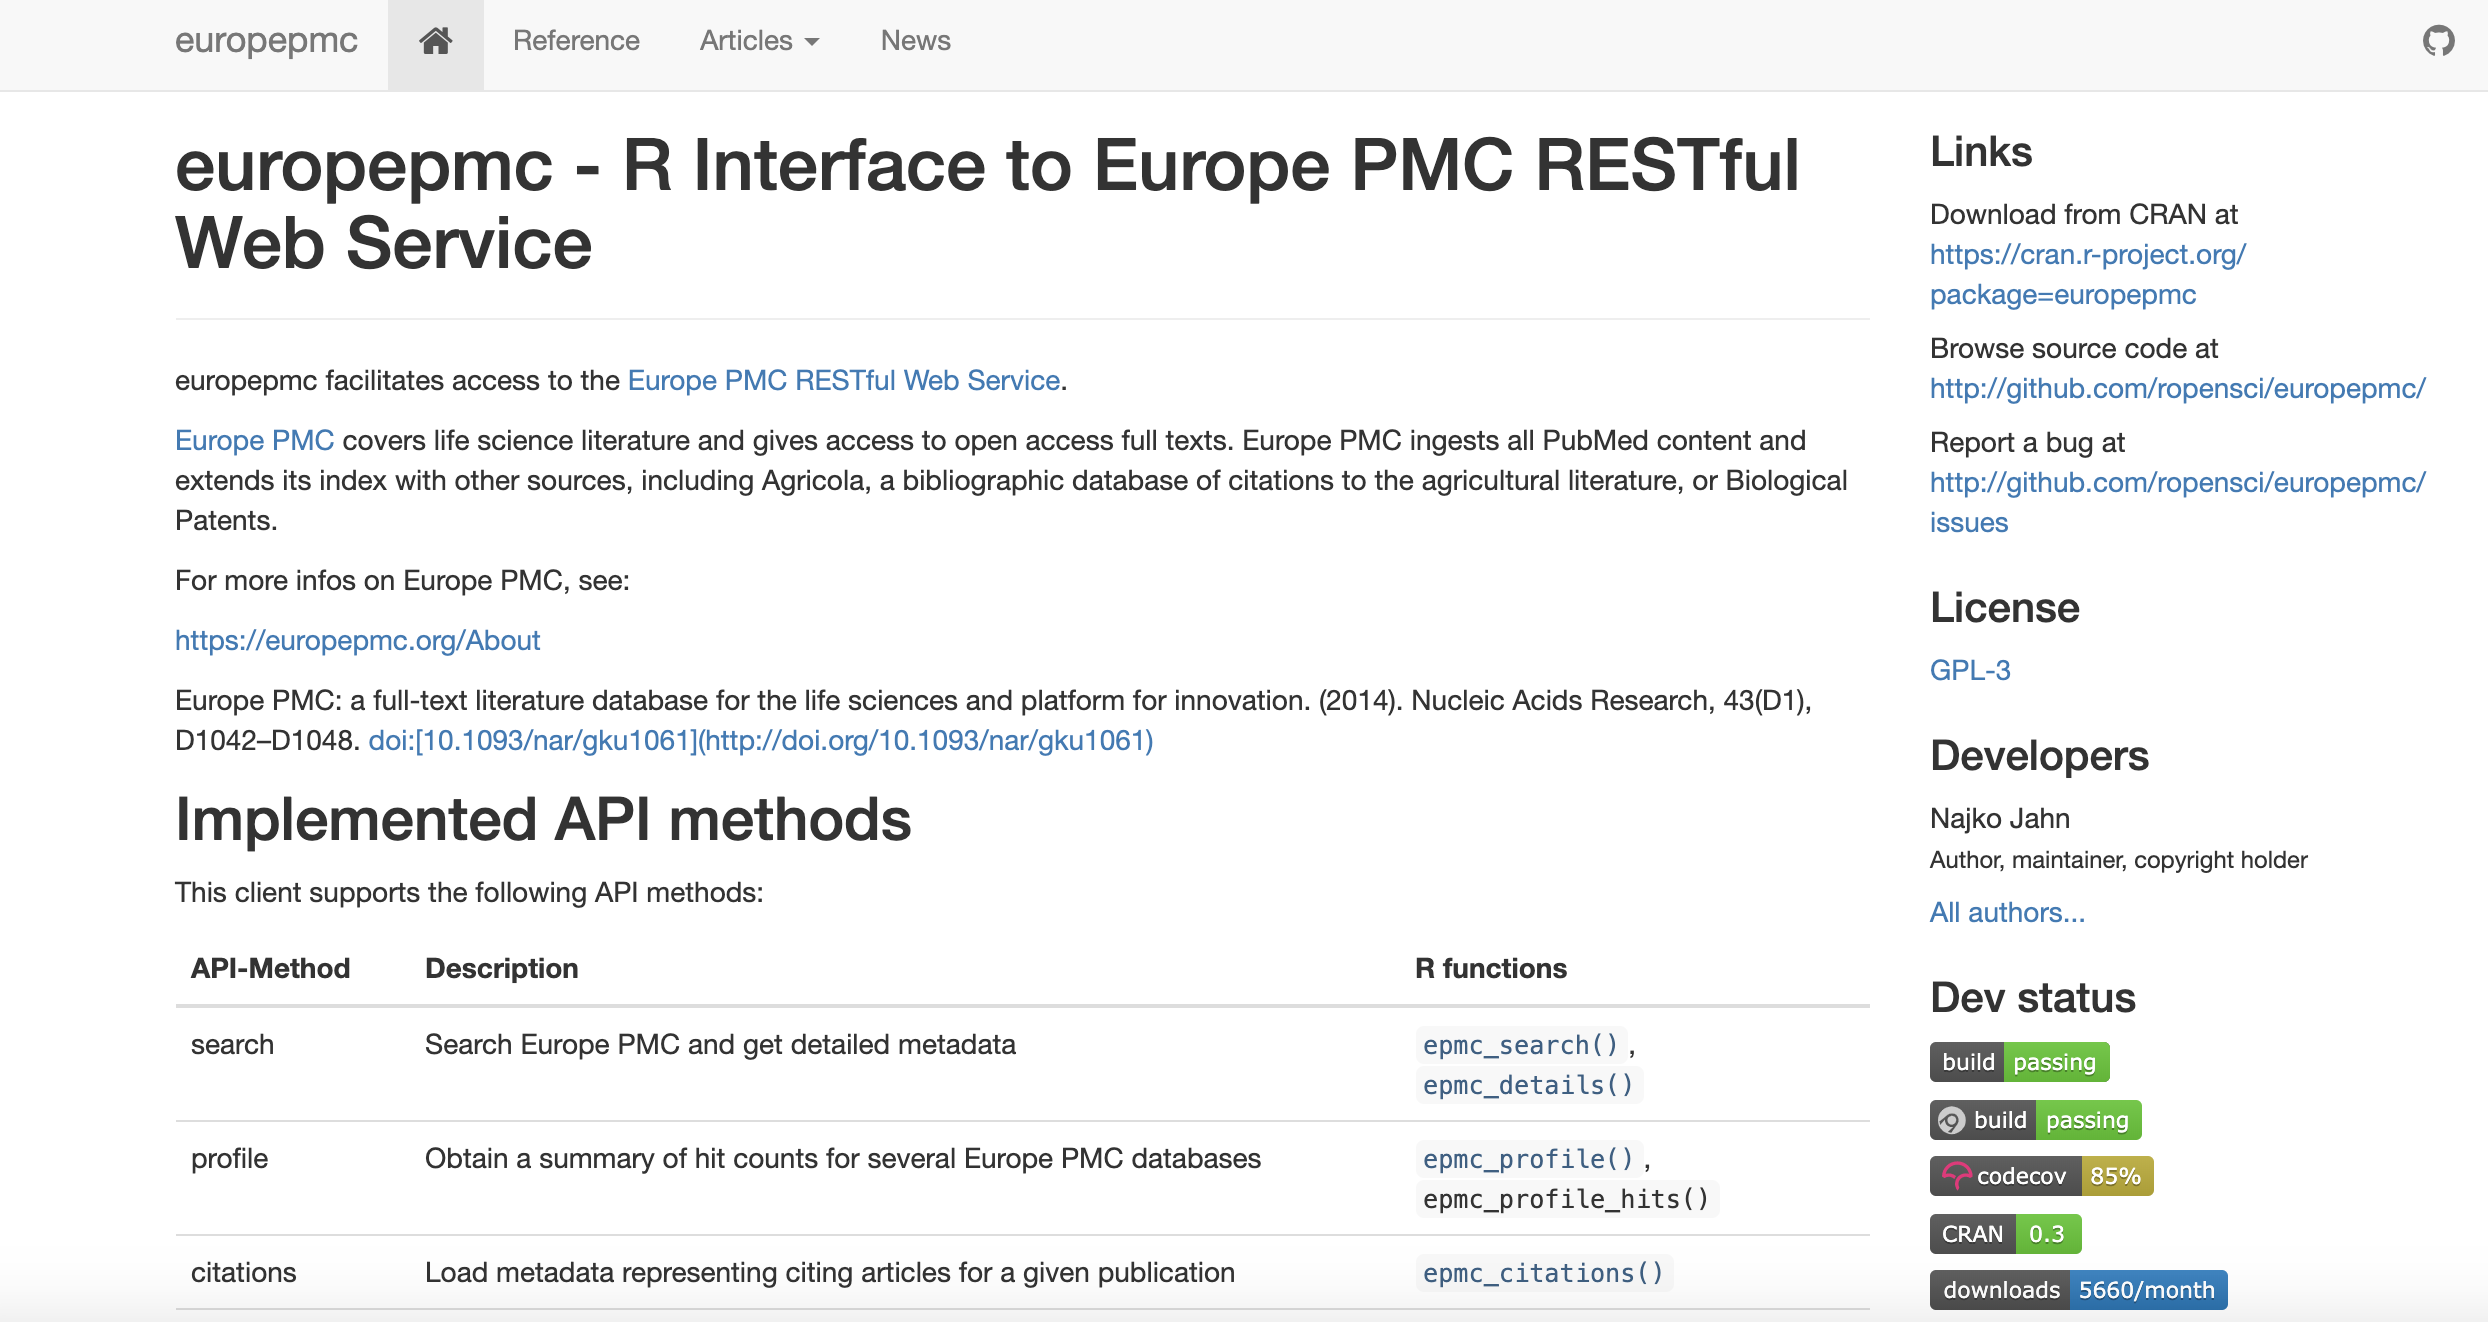 europepmc Reference Articles News
europepmc - R Interface to Europe PMC RESTful
Web Service
europepmc facilitates access to the Europe PMC RESTful Web Service.
Europe PMC covers life science literature and gives access to open access full texts. Europe PMC ingests all PubMed content and
extends its index with other sources, including Agricola, a bibliographic database of citations to the agricultural literature, or Biological
Patents.
For more infos on Europe PMC, see:
https://europepmc.org/About
Europe PMC: a full-text literature database for the life sciences and platform for innovation. (2014). Nucleic Acids Research, 43(D1),
D1042–D1048. doi:[10.1093/nar/gku1061](http://doi.org/10.1093/nar/gku1061)
Implemented API methods
This client supports the following API methods:
API-Method Description R functions
search Search Europe PMC and get detailed metadata epmc_search() ,
epmc_details()
profile Obtain a summary of hit counts for several Europe PMC databases epmc_profile() ,
epmc_profile_hits()
citations Load metadata representing citing articles for a given publication epmc_citations()
Links
Download from CRAN at
https://cran.r-project.org/
package=europepmc
Browse source code at
http://github.com/ropensci/europepmc/
Report a bug at
http://github.com/ropensci/europepmc/
issues
License
GPL-3
Developers
Najko Jahn
Author, maintainer, copyright holder
All authors...
Dev status
build passing
build passing
codecov 85%
CRAN 0.3
downloads 5660/month